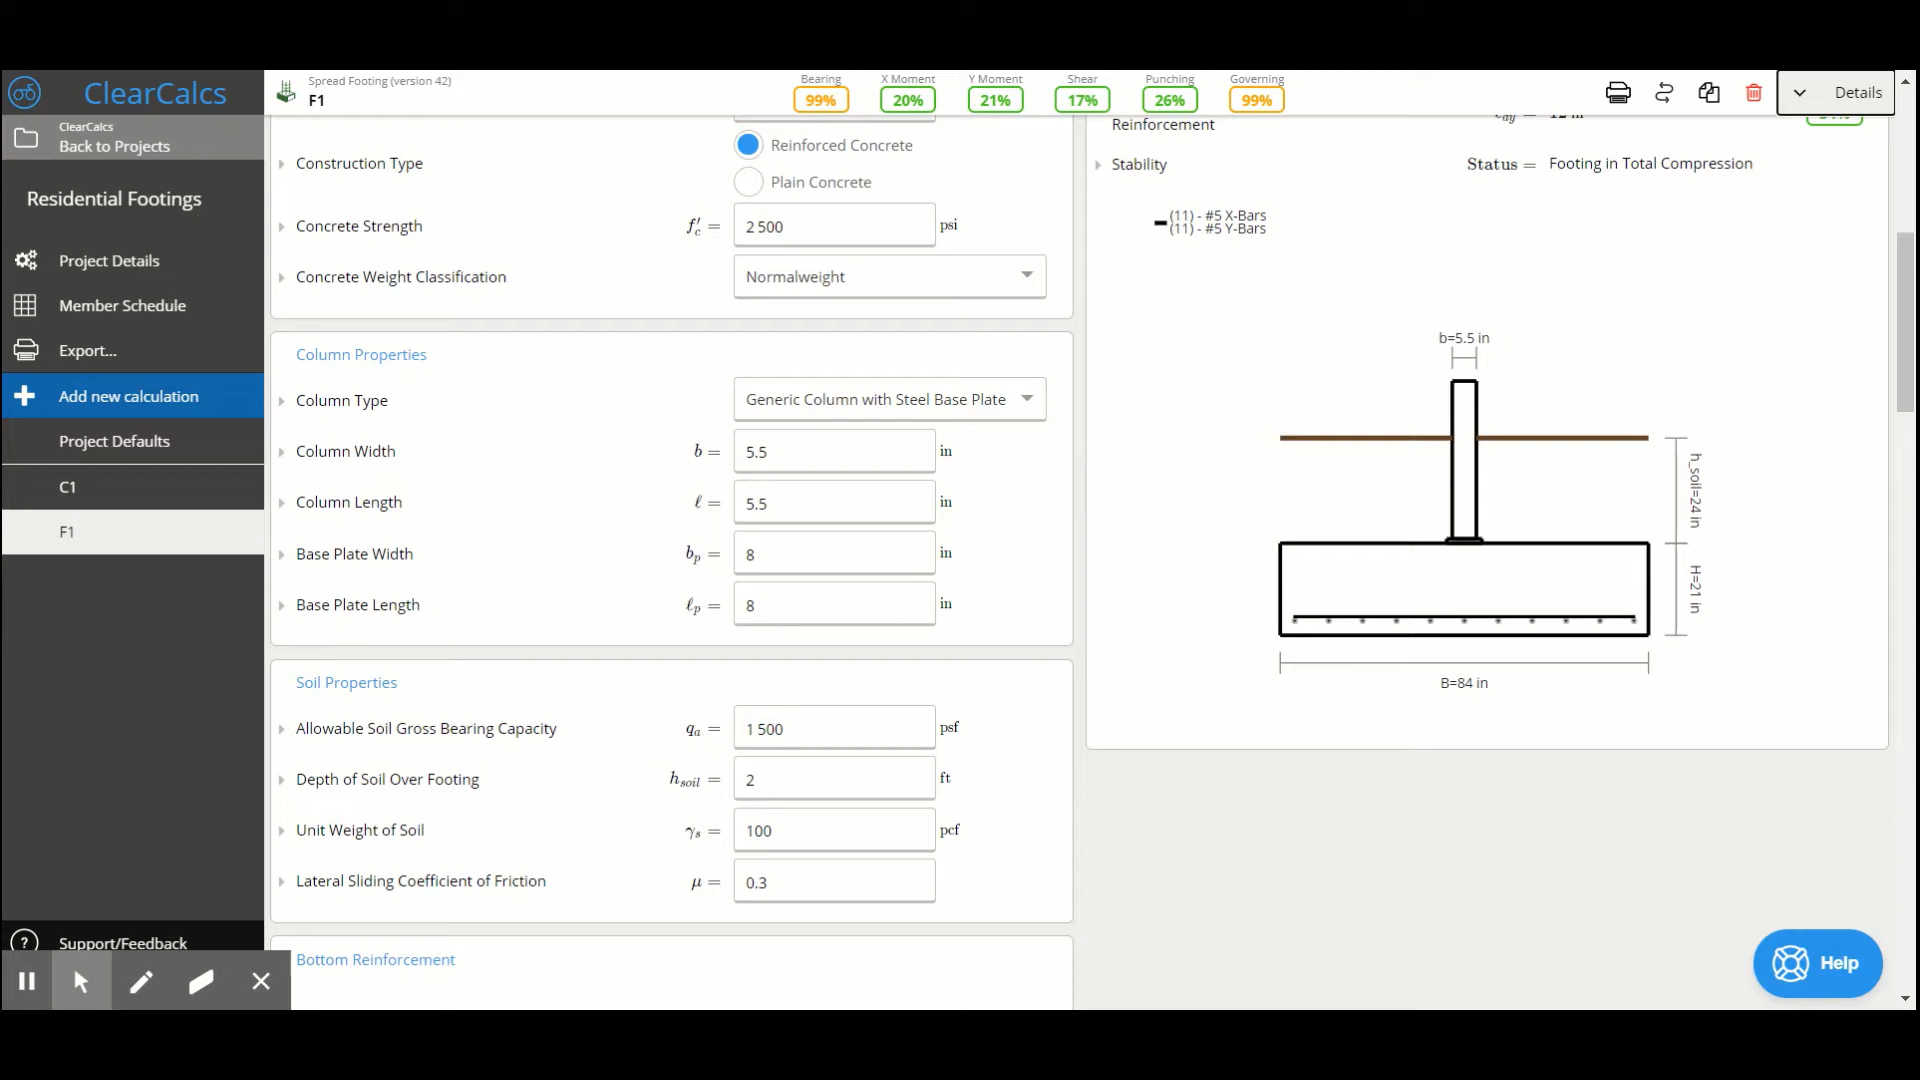 ClearCalcs
Spread Footing (version 42)
F1
Bearing
99%
X Moment
20%
Y Moment
21%
Shear
17%
Punching
26%
Governing
99%
Details
ClearCalcs
Back to Projects
Residential Footings
Project Details
Member Schedule
Export...
Add new calculation
Project Defaults
C1
F1
Support/Feedback
Construction Type
Reinforced Concrete
Plain Concrete
Concrete Strength f′c = 2 500 psi
Concrete Weight Classification Normalweight
Column Properties
Column Type Generic Column with Steel Base Plate
Column Width b = 5.5 in
Column Length ℓ = 5.5 in
Base Plate Width bp = 8 in
Base Plate Length ℓp = 8 in
Soil Properties
Allowable Soil Gross Bearing Capacity qa = 1 500 psf
Depth of Soil Over Footing hsoil = 2 ft
Unit Weight of Soil γs = 100 pcf
Lateral Sliding Coefficient of Friction μ = 0.3
Bottom Reinforcement
Reinforcement
Stability Status = Footing in Total Compression
(11) - #5 X-Bars
(11) - #5 Y-Bars
b=5.5 in
h_soil=24 in
H=21 in
B=84 in
Help